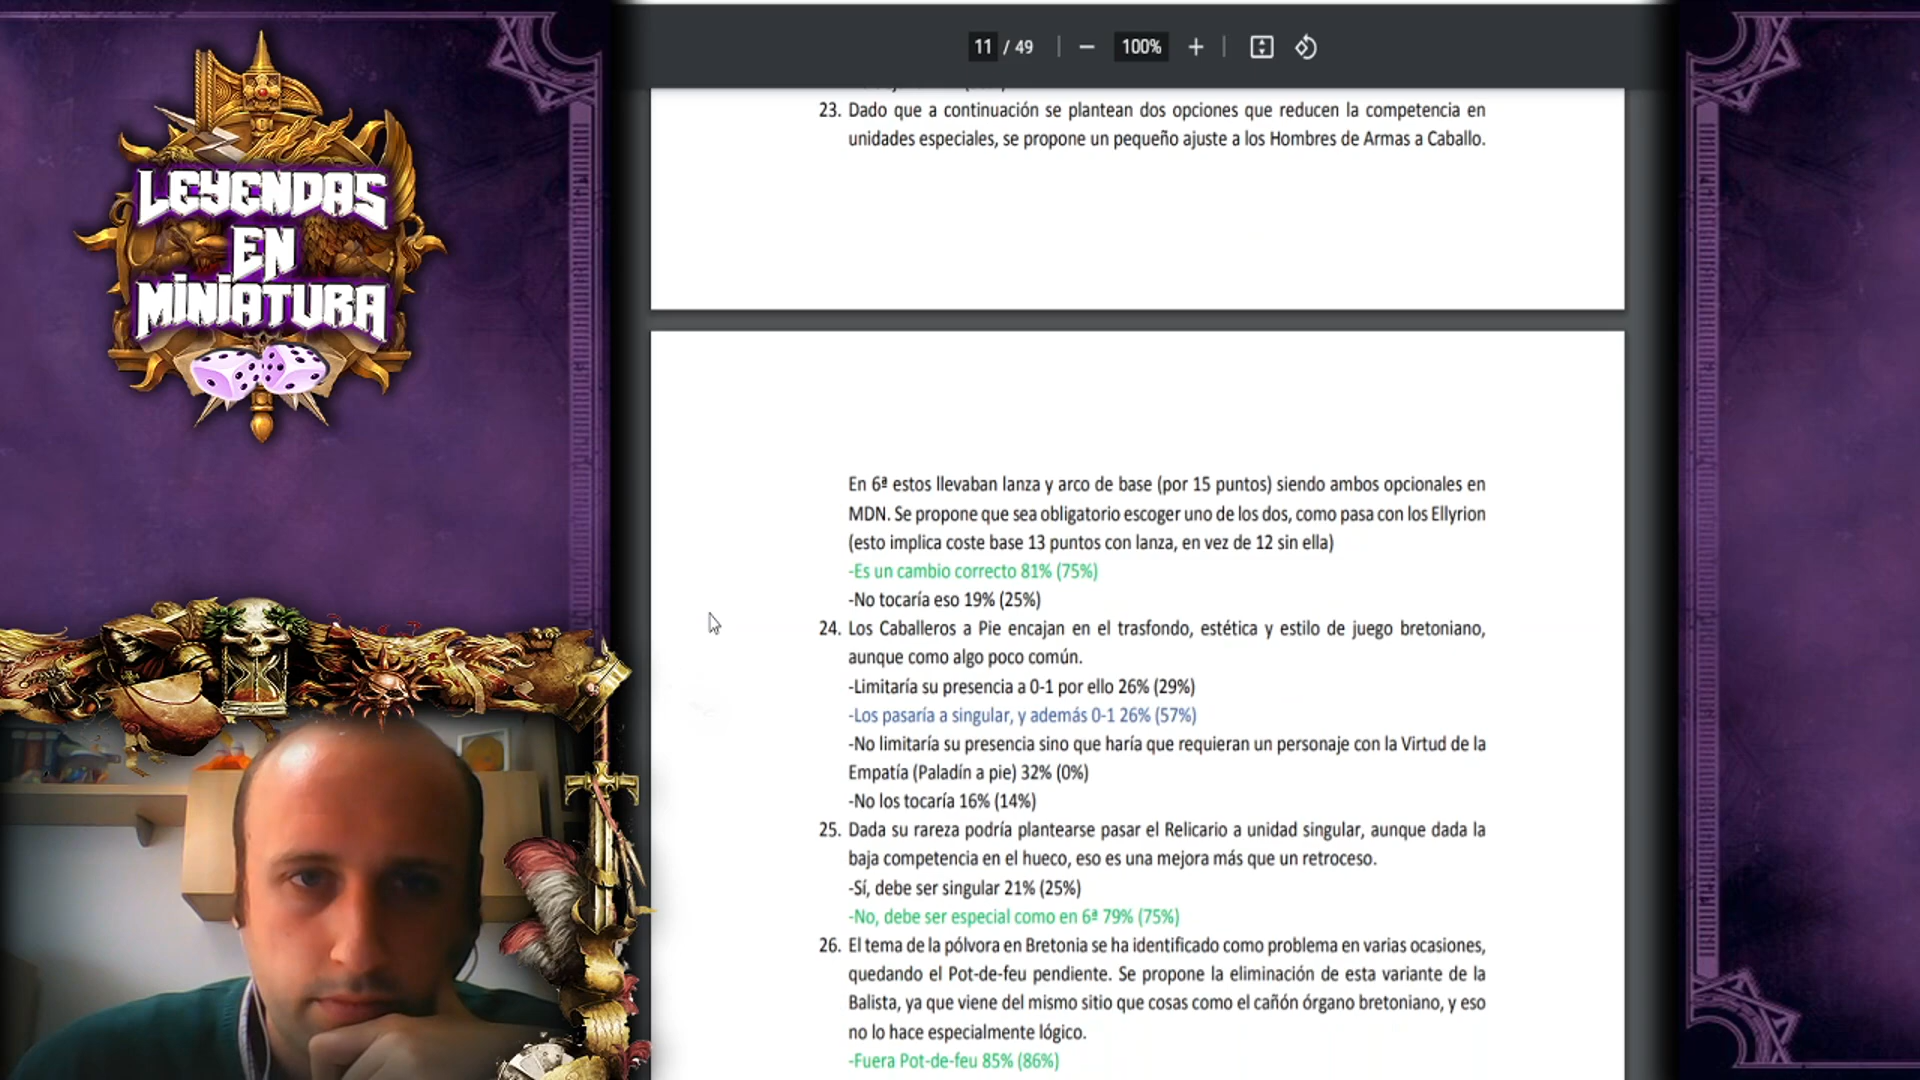 LEYENDAS
EN
MINIATURA
11 / 49
100%
23. Dado que a continuación se plantean dos opciones que reducen la competencia en
unidades especiales, se propone un pequeño ajuste a los Hombres de Armas a Caballo.
En 6ª estos llevaban lanza y arco de base (por 15 puntos) siendo ambos opcionales en
MDN. Se propone que sea obligatorio escoger uno de los dos, como pasa con los Ellyrion
(esto implica coste base 13 puntos con lanza, en vez de 12 sin ella)
-Es un cambio correcto 81% (75%)
-No tocaría eso 19% (25%)
24. Los Caballeros a Pie encajan en el trasfondo, estética y estilo de juego bretoniano,
aunque como algo poco común.
-Limitaría su presencia a 0-1 por ello 26% (29%)
-Los pasaría a singular, y además 0-1 26% (57%)
-No limitaría su presencia sino que haría que requieran un personaje con la Virtud de la
Empatía (Paladín a pie) 32% (0%)
-No los tocaría 16% (14%)
25. Dada su rareza podría plantearse pasar el Relicario a unidad singular, aunque dada la
baja competencia en el hueco, eso es una mejora más que un retroceso.
-Sí, debe ser singular 21% (25%)
-No, debe ser especial como en 6ª 79% (75%)
26. El tema de la pólvora en Bretonia se ha identificado como problema en varias ocasiones,
quedando el Pot-de-feu pendiente. Se propone la eliminación de esta variante de la
Balista, ya que viene del mismo sitio que cosas como el cañón órgano bretoniano, y eso
no lo hace especialmente lógico.
-Fuera Pot-de-feu 85% (86%)